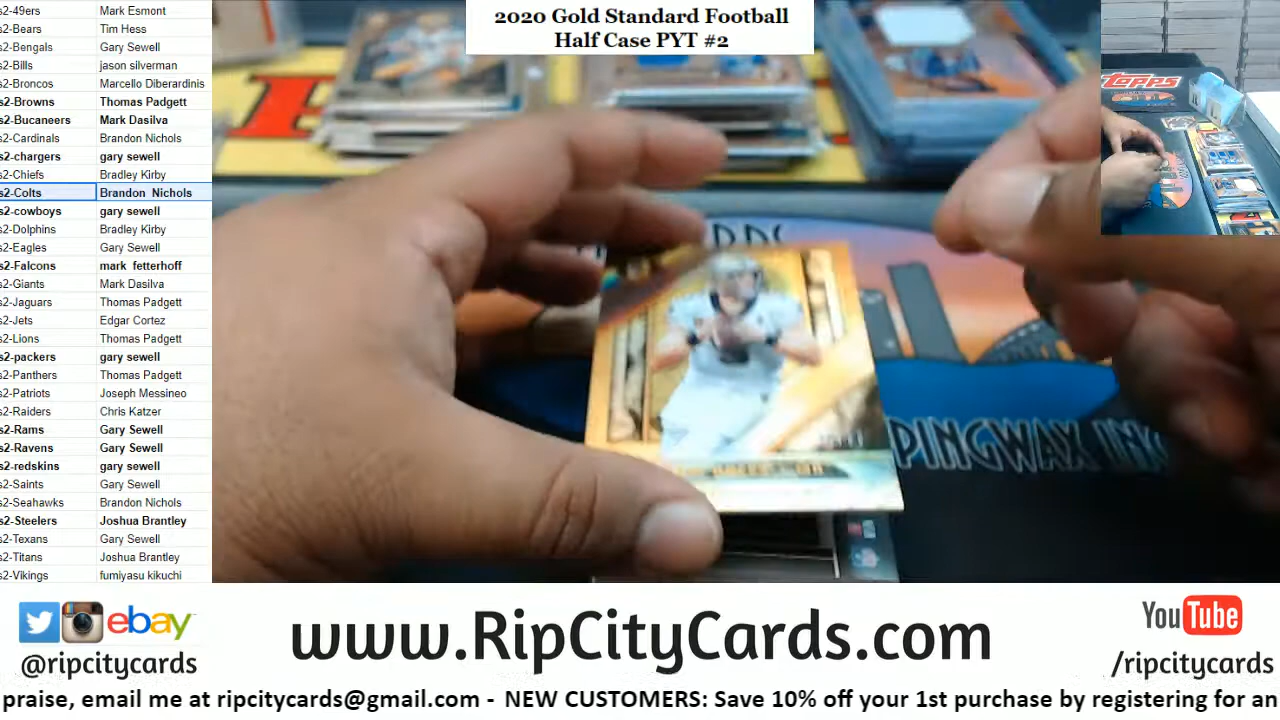 2020 Gold Standard Football
Half Case PYT #2
s2-49ers Mark Esmont
s2-Bears Tim Hess
s2-Bengals Gary Sewell
s2-Bills jason silverman
s2-Broncos Marcello Diberardinis
s2-Browns Thomas Padgett
s2-Bucaneers Mark Dasilva
s2-Cardinals Brandon Nichols
s2-chargers gary sewell
s2-Chiefs Bradley Kirby
s2-Colts Brandon Nichols
s2-cowboys gary sewell
s2-Dolphins Bradley Kirby
s2-Eagles Gary Sewell
s2-Falcons mark fetterhoff
s2-Giants Mark Dasilva
s2-Jaguars Thomas Padgett
s2-Jets Edgar Cortez
s2-Lions Thomas Padgett
s2-packers gary sewell
s2-Panthers Thomas Padgett
s2-Patriots Joseph Messineo
s2-Raiders Chris Katzer
s2-Rams Gary Sewell
s2-Ravens Gary Sewell
s2-redskins gary sewell
s2-Saints Gary Sewell
s2-Seahawks Brandon Nichols
s2-Steelers Joshua Brantley
s2-Texans Gary Sewell
s2-Titans Joshua Brantley
s2-Vikings fumiyasu kikuchi
TOPPS
RDS
PINGWAX INC
ebay
@ripcitycards
www.RipCityCards.com
YouTube
/ripcitycards
praise, email me at ripcitycards@gmail.com - NEW CUSTOMERS: Save 10% off your 1st purchase by registering for an